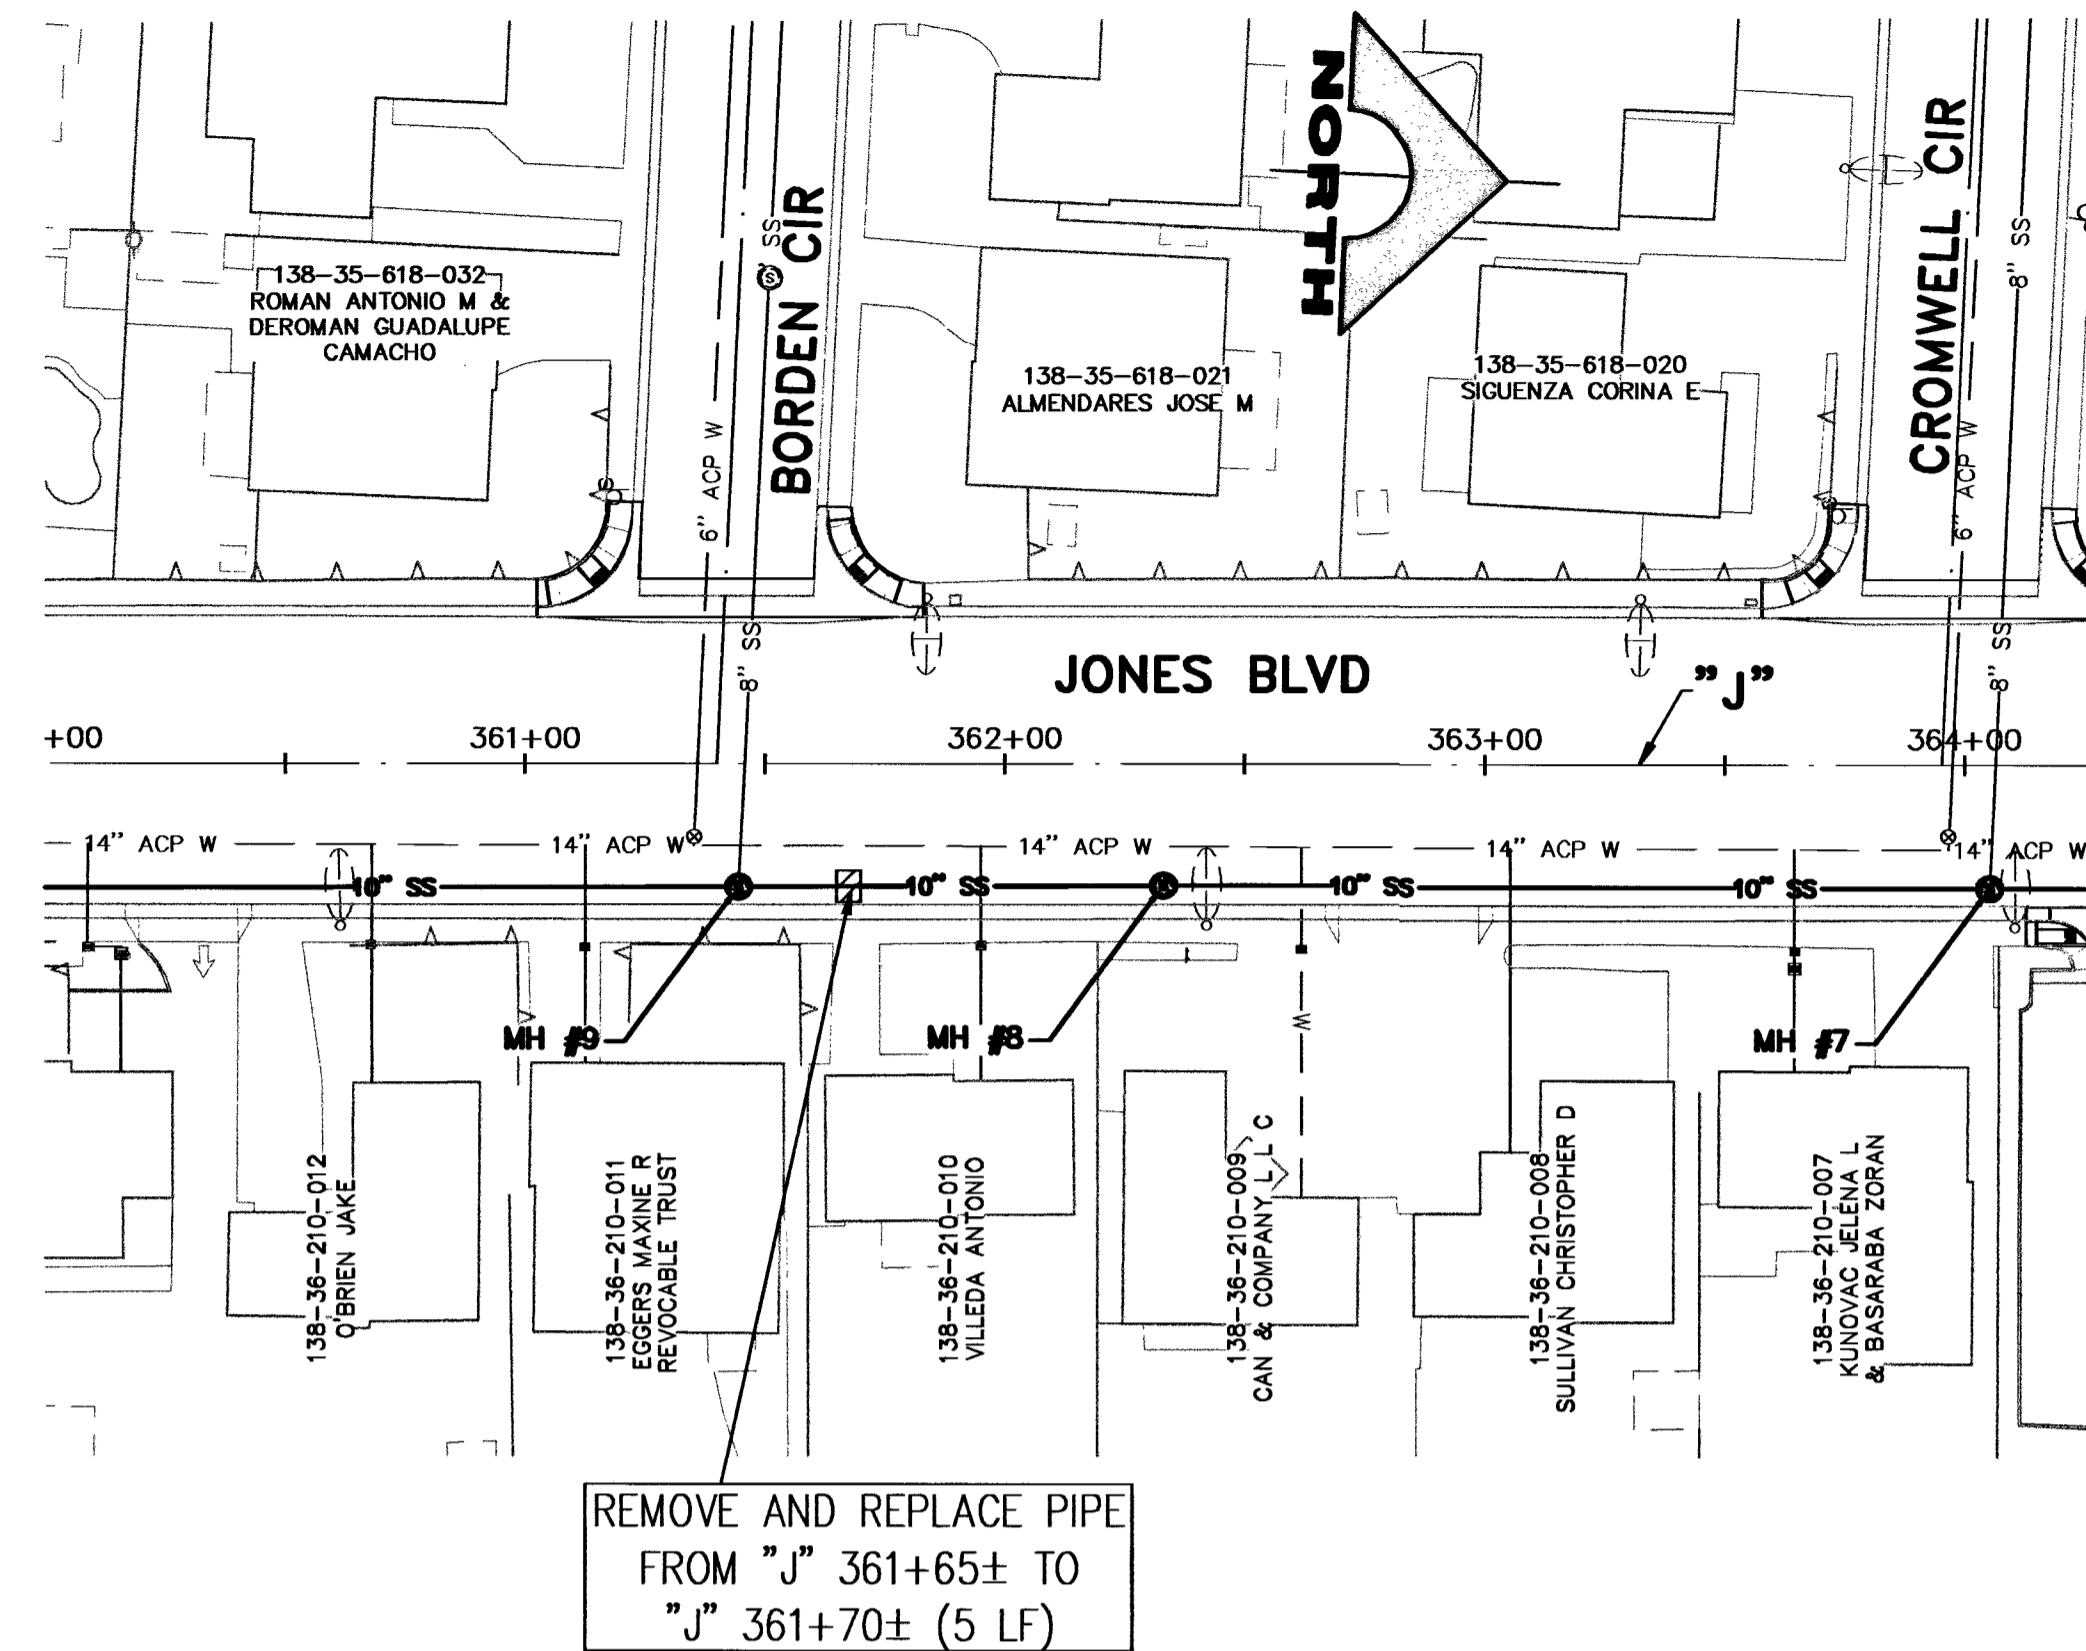 NORTH
BORDEN CIR
CROMWELL CIR
SS
S
8" SS
138-35-618-032
ROMAN ANTONIO M &
DEROMAN GUADALUPE
CAMACHO
138-35-618-021
ALMENDARES JOSE M
138-35-618-020
SIGUENZA CORINA E
6" ACP W
6" ACP W
8" SS
8" SS
JONES BLVD
"J"
+00
361+00
362+00
363+00
364+00
14" ACP W
14" ACP W
14" ACP W
14" ACP W
14" ACP W
10" SS
10" SS
10" SS
10" SS
W
MH #9
MH #8
MH #7
138-36-210-012
O'BRIEN JAKE
138-36-210-011
EGGERS MAXINE R
REVOCABLE TRUST
138-36-210-010
VILLEDA ANTONIO
138-36-210-009
CAN & COMPANY L L C
138-36-210-008
SULLIVAN CHRISTOPHER D
138-36-210-007
KUNOVAC JELENA L
& BASARABA ZORAN
REMOVE AND REPLACE PIPE
FROM "J" 361+65± TO
"J" 361+70± (5 LF)